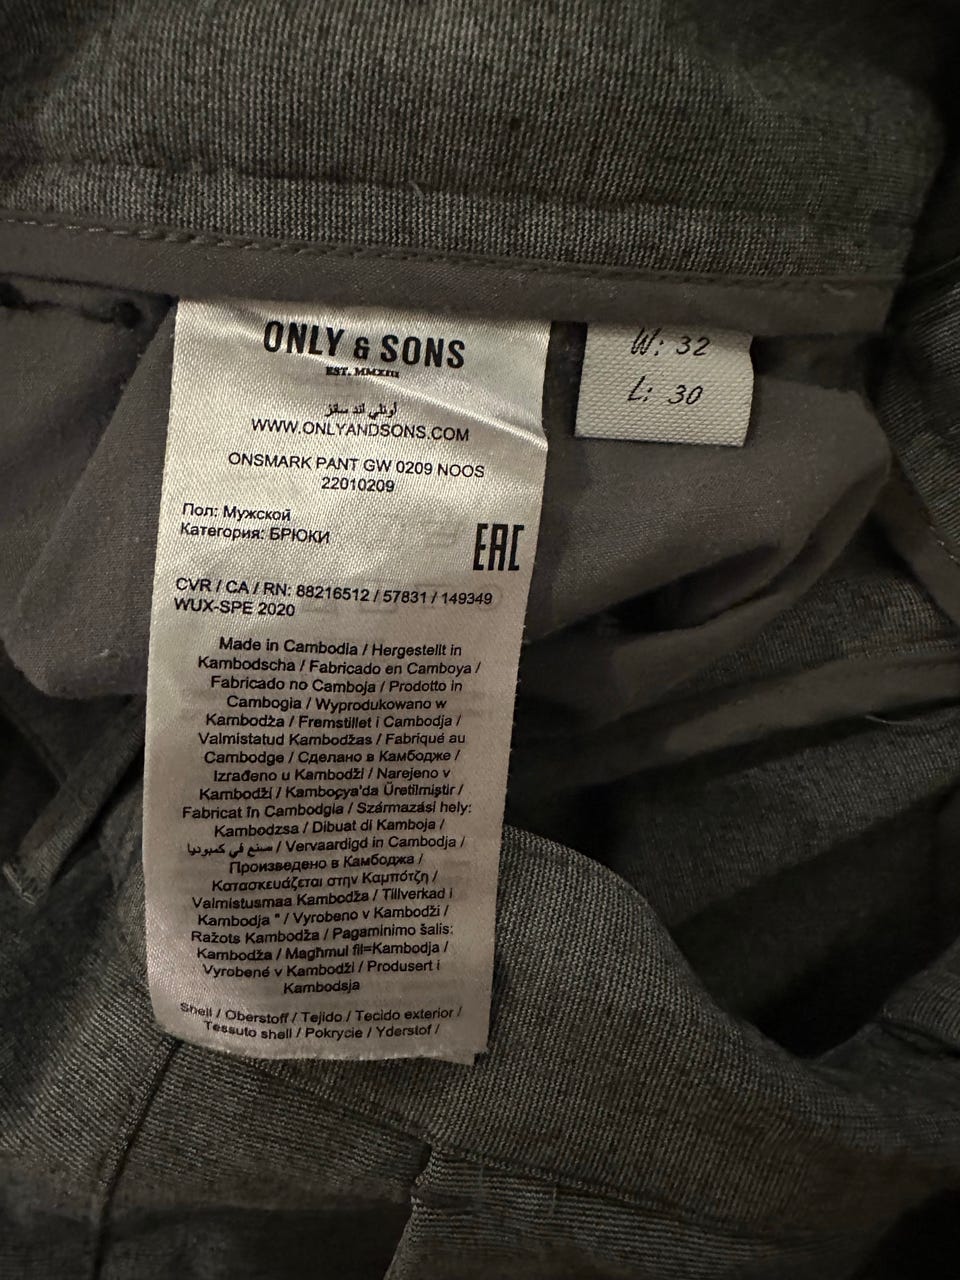 ONLY & SONS
EST. MMXIII
أونلي اند سنز
WWW.ONLYANDSONS.COM
ONSMARK PANT GW 0209 NOOS
22010209
Пол: Мужской
Категория: БРЮКИ
EAC
CVR / CA / RN: 88216512 / 57831 / 149349
WUX-SPE 2020
Made in Cambodia / Hergestellt in
Kambodscha / Fabricado en Camboya /
Fabricado no Camboja / Prodotto in
Cambogia / Wyprodukowano w
Kambodża / Fremstillet i Cambodja /
Valmistatud Kambodžas / Fabriqué au
Cambodge / Сделано в Камбодже /
Izrađeno u Kambodži / Narejeno v
Kambodži / Kamboçya'da Üretilmiştir /
Fabricat în Cambodgia / Származási hely:
Kambodzsa / Dibuat di Kamboja /
صنع في كمبوديا / Vervaardigd in Cambodja /
Произведено в Камбоджа /
Κατασκευάζεται στην Καμπότζη /
Valmistusmaa Kambodža / Tillverkad i
Kambodja * / Vyrobeno v Kambodži /
Ražots Kambodža / Pagaminimo šalis:
Kambodža / Magħmul fil=Kambodja /
Vyrobené v Kambodži / Produsert i
Kambodsja
Shell / Oberstoff / Tejido / Tecido exterior /
Tessuto shell / Pokrycie / Yderstof /
W: 32
L: 30